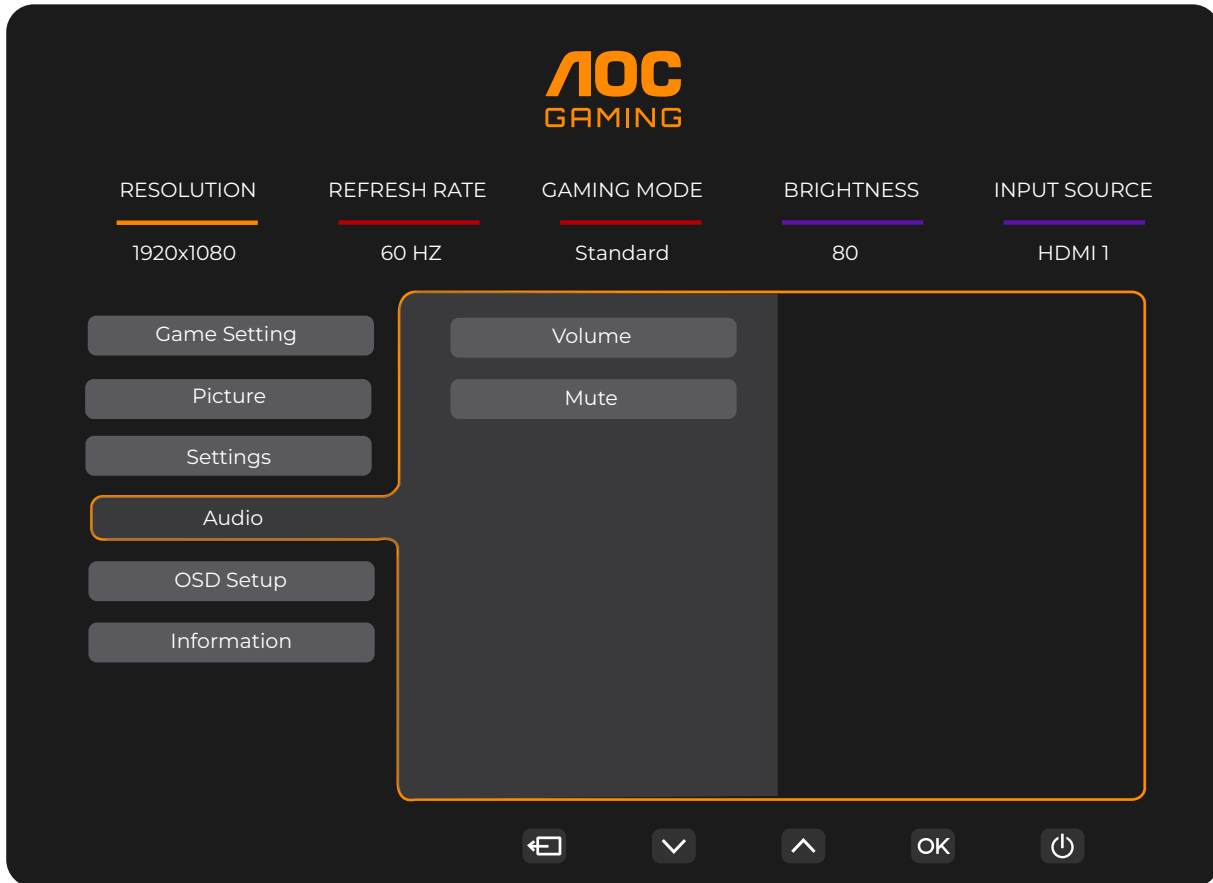 AOC
GAMING
RESOLUTION REFRESH RATE GAMING MODE BRIGHTNESS INPUT SOURCE
1920x1080 60 HZ Standard 80 HDMI 1
Game Setting Volume
Picture Mute
Settings
Audio
OSD Setup
Information
OK